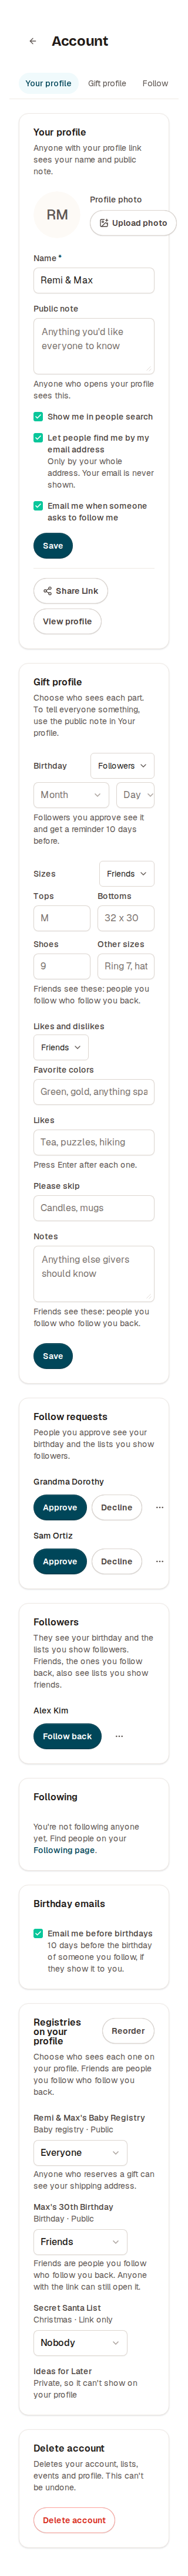 Account
Your profile Gift profile Follow
Your profile
Anyone with your profile link
sees your name and public
note.
RM
Profile photo
Upload photo
Name *
Remi & Max
Public note
Anything you'd like
everyone to know
Anyone who opens your profile
sees this.
Show me in people search
Let people find me by my
email address
Only by your whole
address. Your email is never
shown.
Email me when someone
asks to follow me
Save
Share Link
View profile
Gift profile
Choose who sees each part.
To tell everyone something,
use the public note in Your
profile.
Birthday Followers
Month Day
Followers you approve see it
and get a reminder 10 days
before.
Sizes Friends
Tops Bottoms
M 32 x 30
Shoes Other sizes
9 Ring 7, hat
Friends see these; people you
follow who follow you back.
Likes and dislikes
Friends
Favorite colors
Green, gold, anything spa
Likes
Tea, puzzles, hiking
Press Enter after each one.
Please skip
Candles, mugs
Notes
Anything else givers
should know
Friends see these; people you
follow who follow you back.
Save
Follow requests
People you approve see your
birthday and the lists you show
followers.
Grandma Dorothy
Approve Decline ...
Sam Ortiz
Approve Decline ...
Followers
They see your birthday and the
lists you show followers.
Friends, the ones you follow
back, also see lists you show
friends.
Alex Kim
Follow back ...
Following
You're not following anyone
yet. Find people on your
Following page.
Birthday emails
Email me before birthdays
10 days before the birthday
of someone you follow, if
they show it to you.
Registries
on your
profile
Reorder
Choose who sees each one on
your profile. Friends are people
you follow who follow you
back.
Remi & Max's Baby Registry
Baby registry · Public
Everyone
Anyone who reserves a gift can
see your shipping address.
Max's 30th Birthday
Birthday · Public
Friends
Friends are people you follow
who follow you back. Anyone
with the link can still open it.
Secret Santa List
Christmas · Link only
Nobody
Ideas for Later
Private, so it can't show on
your profile
Delete account
Deletes your account, lists,
events and profile. This can't
be undone.
Delete account